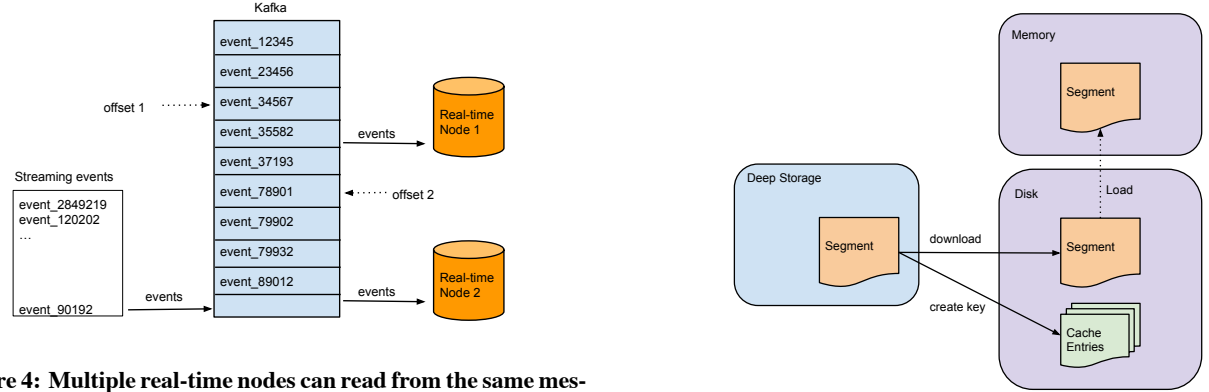 Kafka
event_12345
event_23456
offset 1
event_34567
event_35582
events
Real-time
Node 1
event_37193
Streaming events
event_2849219
event_120202
...
event_90192
event_78901
offset 2
event_79902
event_79932
event_89012
events
events
Real-time
Node 2
re 4: Multiple real-time nodes can read from the same mes-
Memory
Segment
Deep Storage
Segment
Disk
Load
download
Segment
create key
Cache
Entries